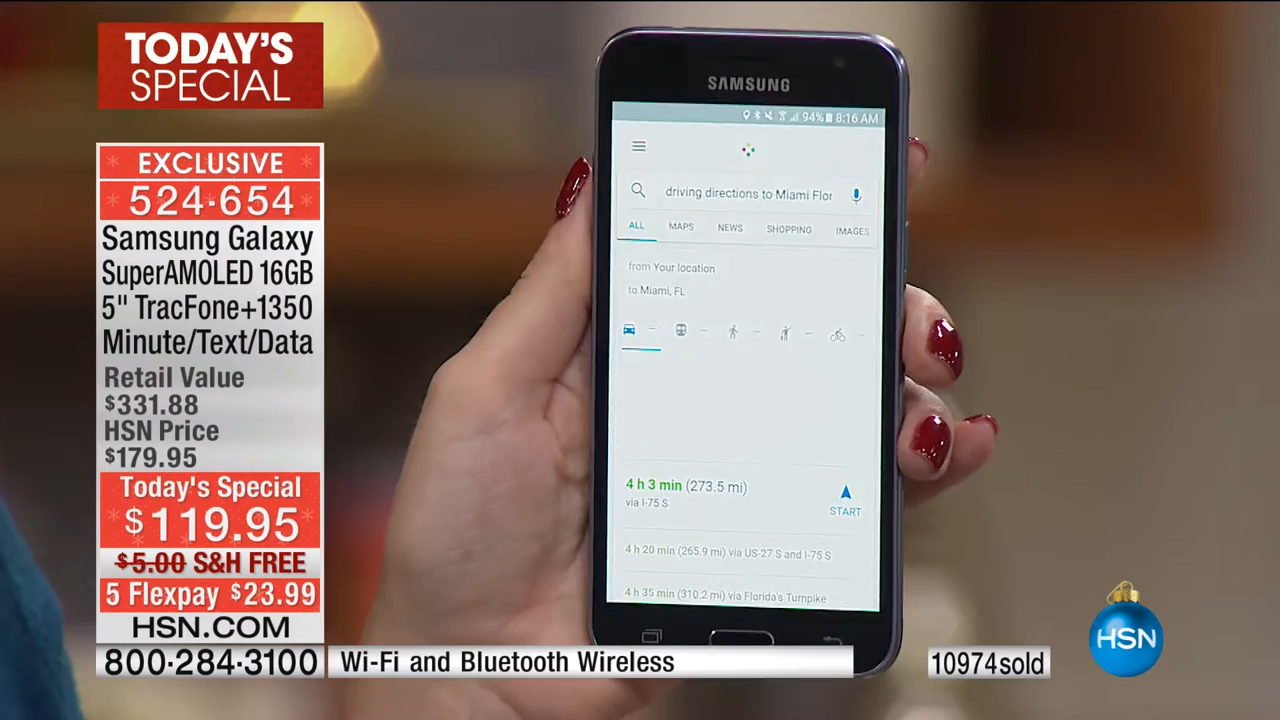 TODAY'S
SPECIAL
EXCLUSIVE
524-654
Samsung Galaxy
SuperAMOLED 16GB
5" TracFone+1350
Minute/Text/Data
Retail Value
$331.88
HSN Price
$179.95
Today's Special
$119.95
$5.00 S&H FREE
5 Flexpay $23.99
HSN.COM
800-284-3100
Wi-Fi and Bluetooth Wireless
10974 sold
HSN
SAMSUNG
94% 8:16 AM
driving directions to Miami Flor
ALL MAPS NEWS SHOPPING IMAGES
from Your location
to Miami, FL
4 h 3 min (273.5 mi)
via I-75 S
START
4 h 20 min (265.9 mi) via US-27 S and I-75 S
4 h 35 min (310.2 mi) via Florida's Turnpike